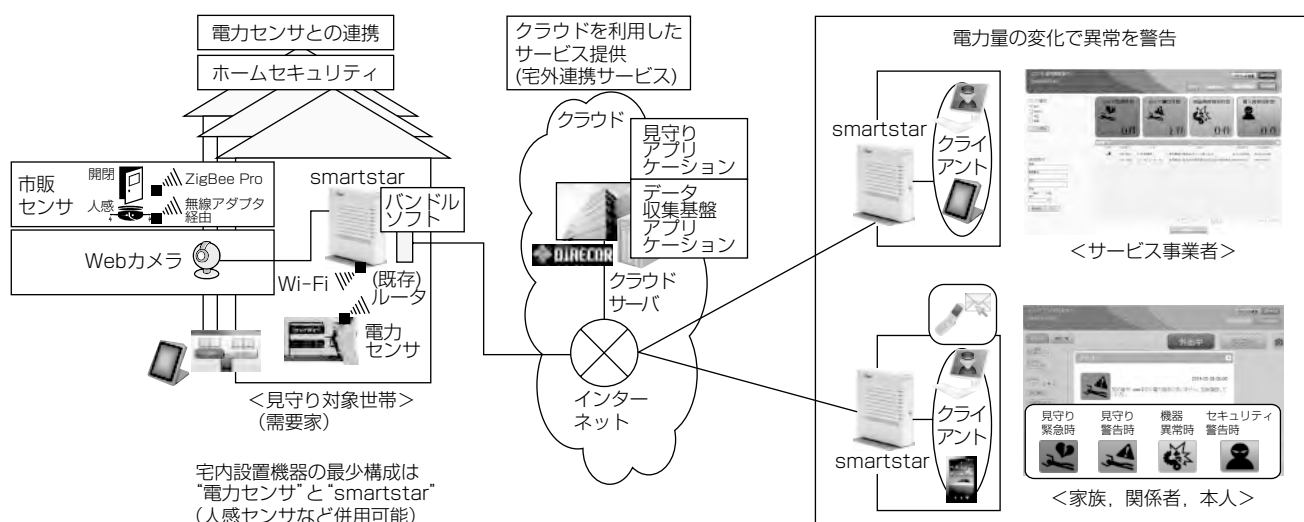 電力センサとの連携
ホームセキュリティ
市販
センサ
開閉
ZigBee Pro
人感
無線アダプタ
経由
Webカメラ
smartstar
バンドル
ソフト
Wi-Fi
(既存)
ルータ
電力
センサ
<見守り対象世帯>
(需要家)
宅内設置機器の最少構成は
“電力センサ”と“smartstar”
(人感センサなど併用可能)
クラウドを利用した
サービス提供
(宅外連携サービス)
クラウド
見守り
アプリ
ケーション
データ
収集基盤
アプリ
ケーション
DIRECOR
クラウド
サーバ
インター
ネット
電力量の変化で異常を警告
smartstar
クライ
アント
<サービス事業者>
smartstar
クライ
アント
外出中
見守り
緊急時
見守り
警告時
機器
異常時
セキュリティ
警告時
<家族,関係者,本人>